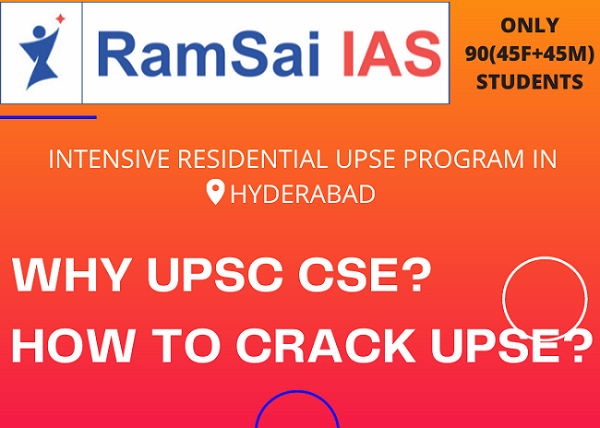 RamSai IAS
ONLY
90(45F+45M)
STUDENTS
INTENSIVE RESIDENTIAL UPSE PROGRAM IN
HYDERABAD
WHY UPSC CSE?
HOW TO CRACK UPSE?